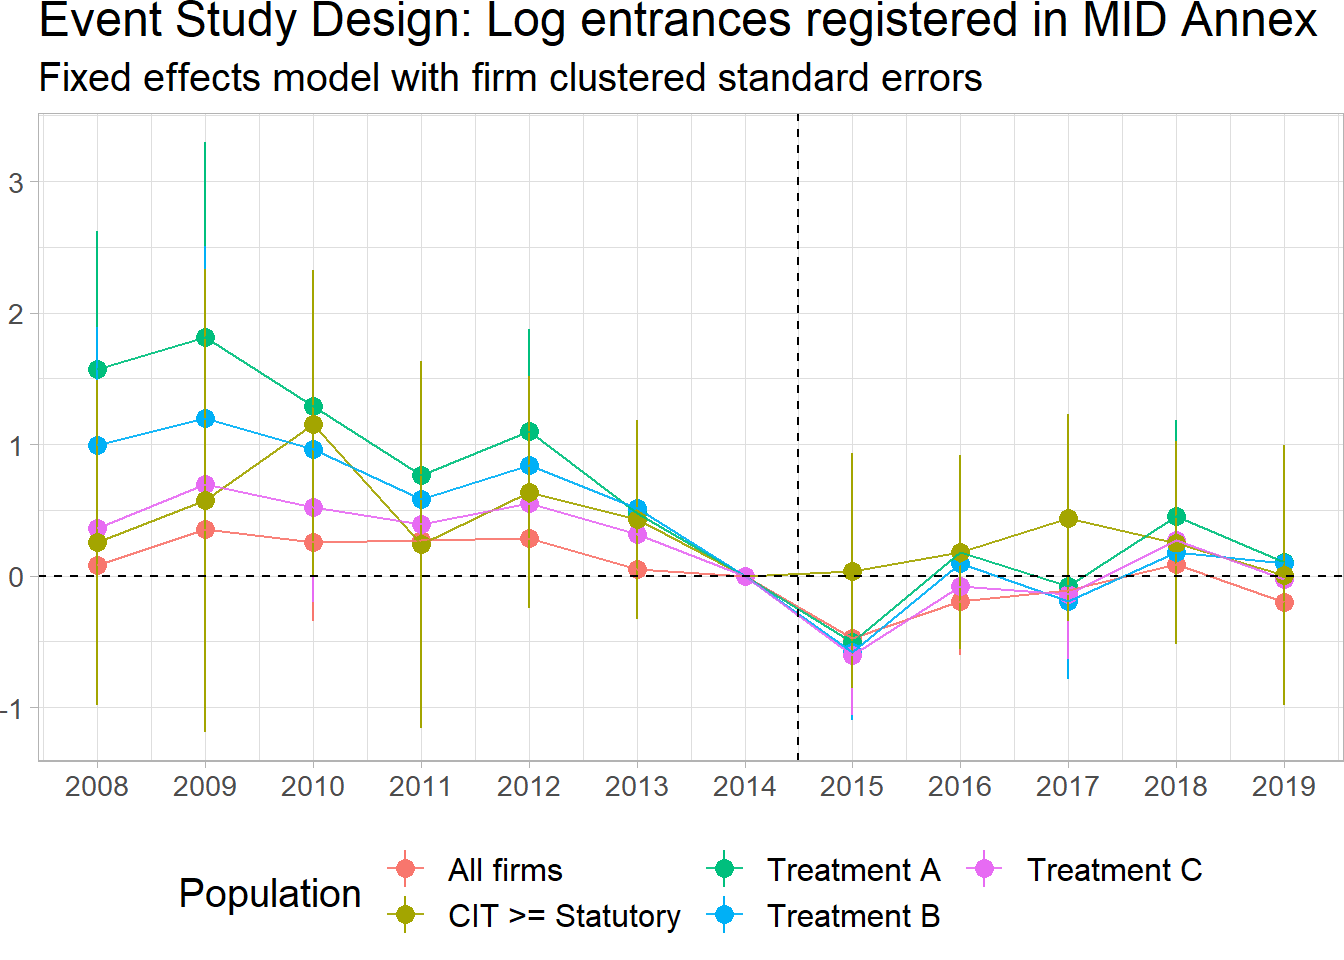 Event Study Design: Log entrances registered in MID Annex
Fixed effects model with firm clustered standard errors
3
2
1
0
-1
2008 2009 2010 2011 2012 2013 2014 2015 2016 2017 2018 2019
Population
All firms Treatment A Treatment C
CIT >= Statutory Treatment B